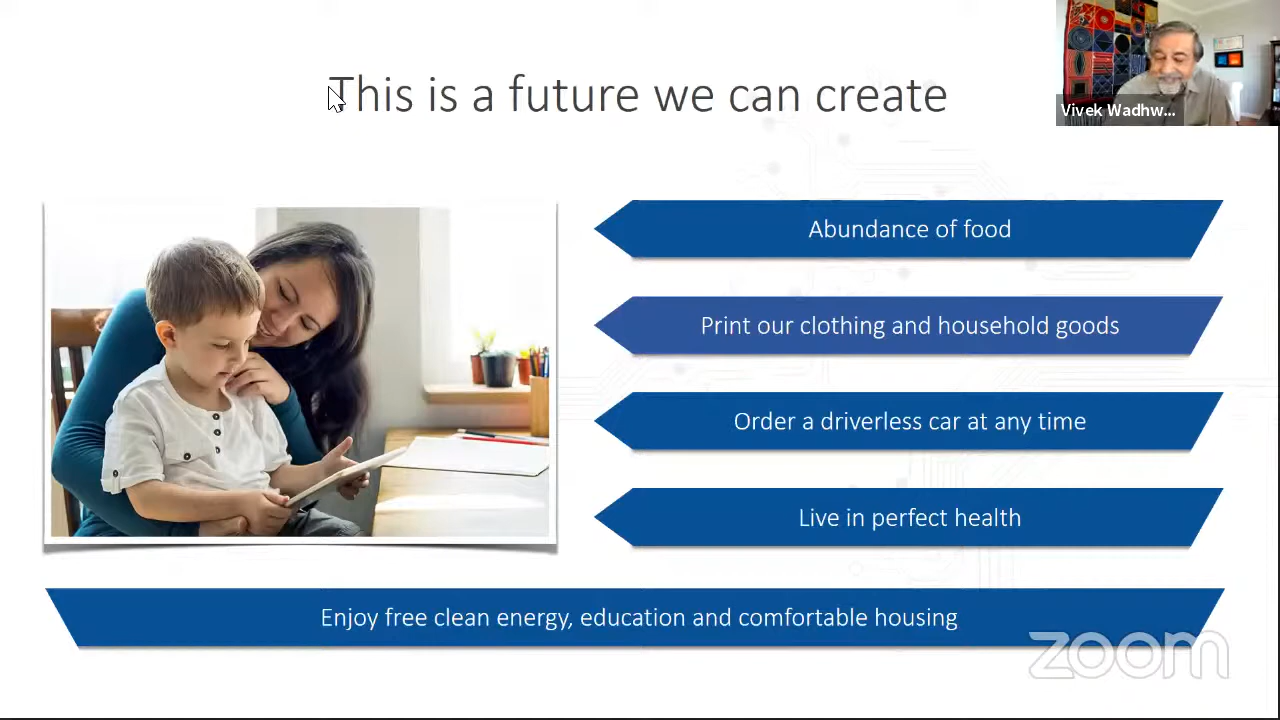 This is a future we can create
Vivek Wadhw...
Abundance of food
Print our clothing and household goods
Order a driverless car at any time
Live in perfect health
Enjoy free clean energy, education and comfortable housing
zoom